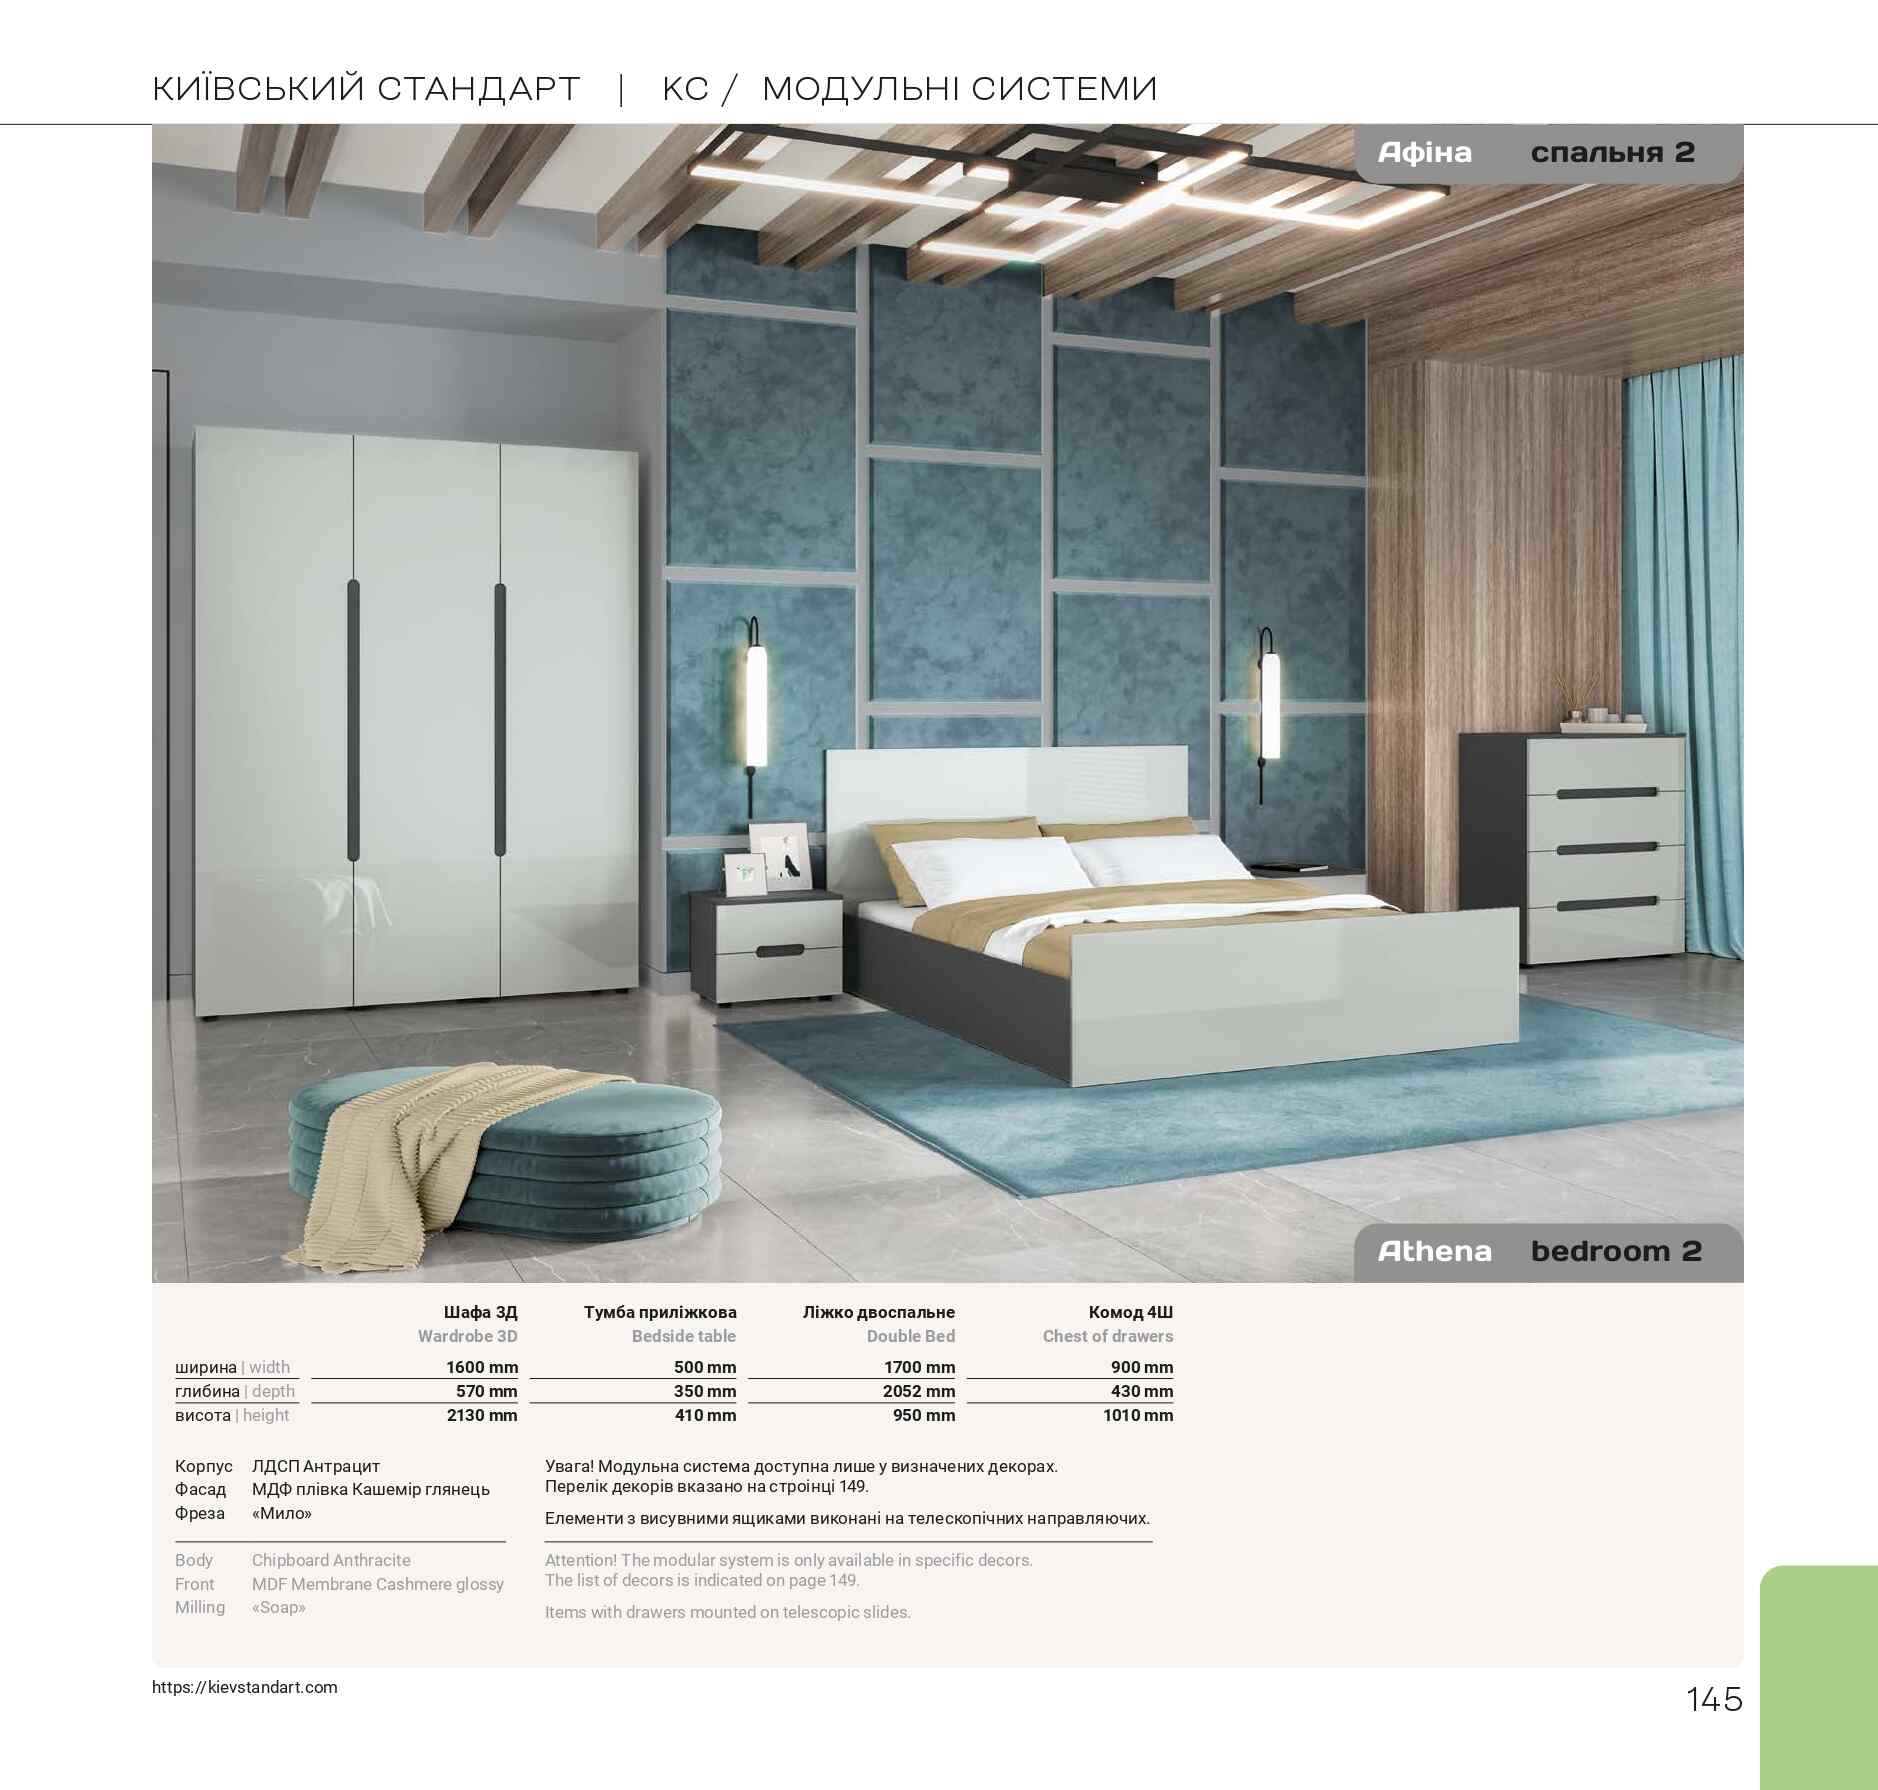 КИЇВСЬКИЙ СТАНДАРТ | КС / МОДУЛЬНІ СИСТЕМИ
Афіна спальня 2
Athena bedroom 2
Шафа 3Д Тумба приліжкова Ліжко двоспальне Комод 4Ш
Wardrobe 3D Bedside table Double Bed Chest of drawers
ширина | width 1600 mm 500 mm 1700 mm 900 mm
глибина | depth 570 mm 350 mm 2052 mm 430 mm
висота | height 2130 mm 410 mm 950 mm 1010 mm
Корпус ЛДСП Антрацит
Фасад МДФ плівка Кашемір глянець
Фреза «Мило»
Body Chipboard Anthracite
Front MDF Membrane Cashmere glossy
Milling «Soap»
Увага! Модульна система доступна лише у визначених декорах.
Перелік декорів вказано на строінці 149.
Елементи з висувними ящиками виконані на телескопічних направляючих.
Attention! The modular system is only available in specific decors.
The list of decors is indicated on page 149.
Items with drawers mounted on telescopic slides.
https://kievstandart.com
145